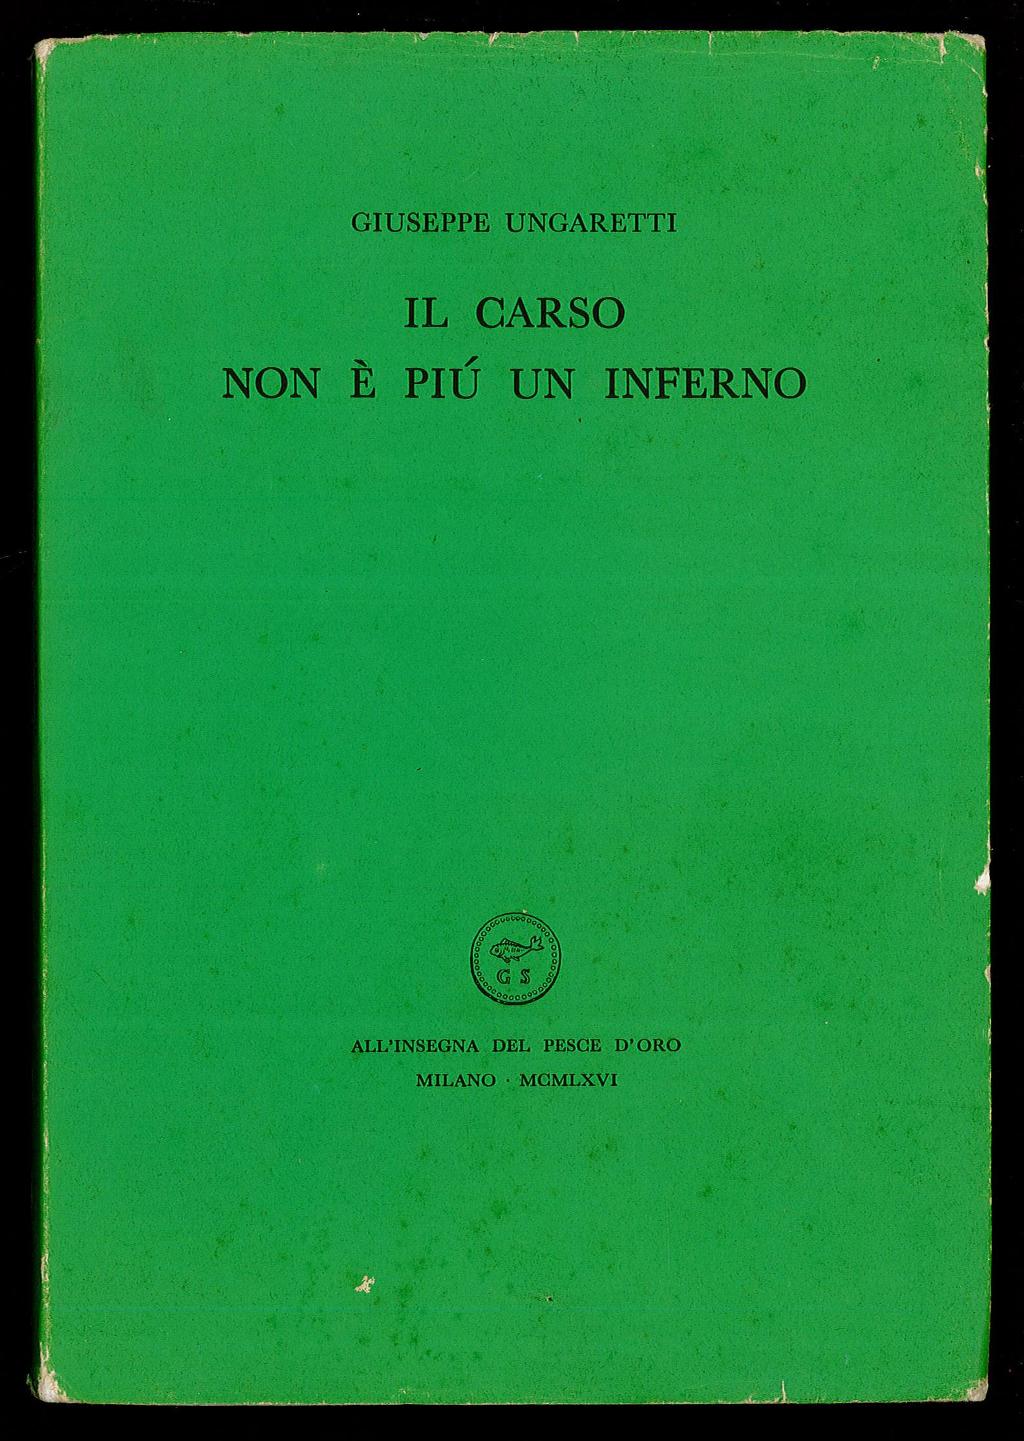 GIUSEPPE UNGARETTI
IL CARSO
NON È PIÚ UN INFERNO
G S
ALL'INSEGNA DEL PESCE D'ORO
MILANO · MCMLXVI